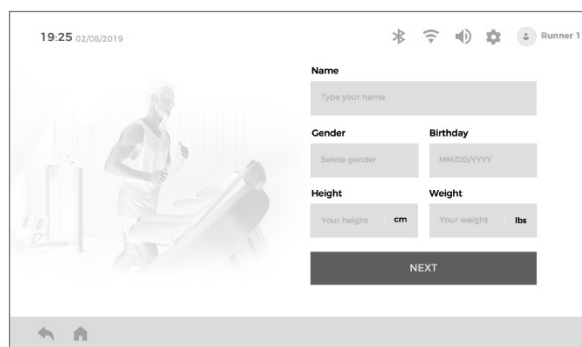 19:25 02/08/2019
Runner 1
Name
Type your name
Gender Birthday
Selete gender MM/DD/YYYY
Height Weight
Your height cm Your weight lbs
NEXT